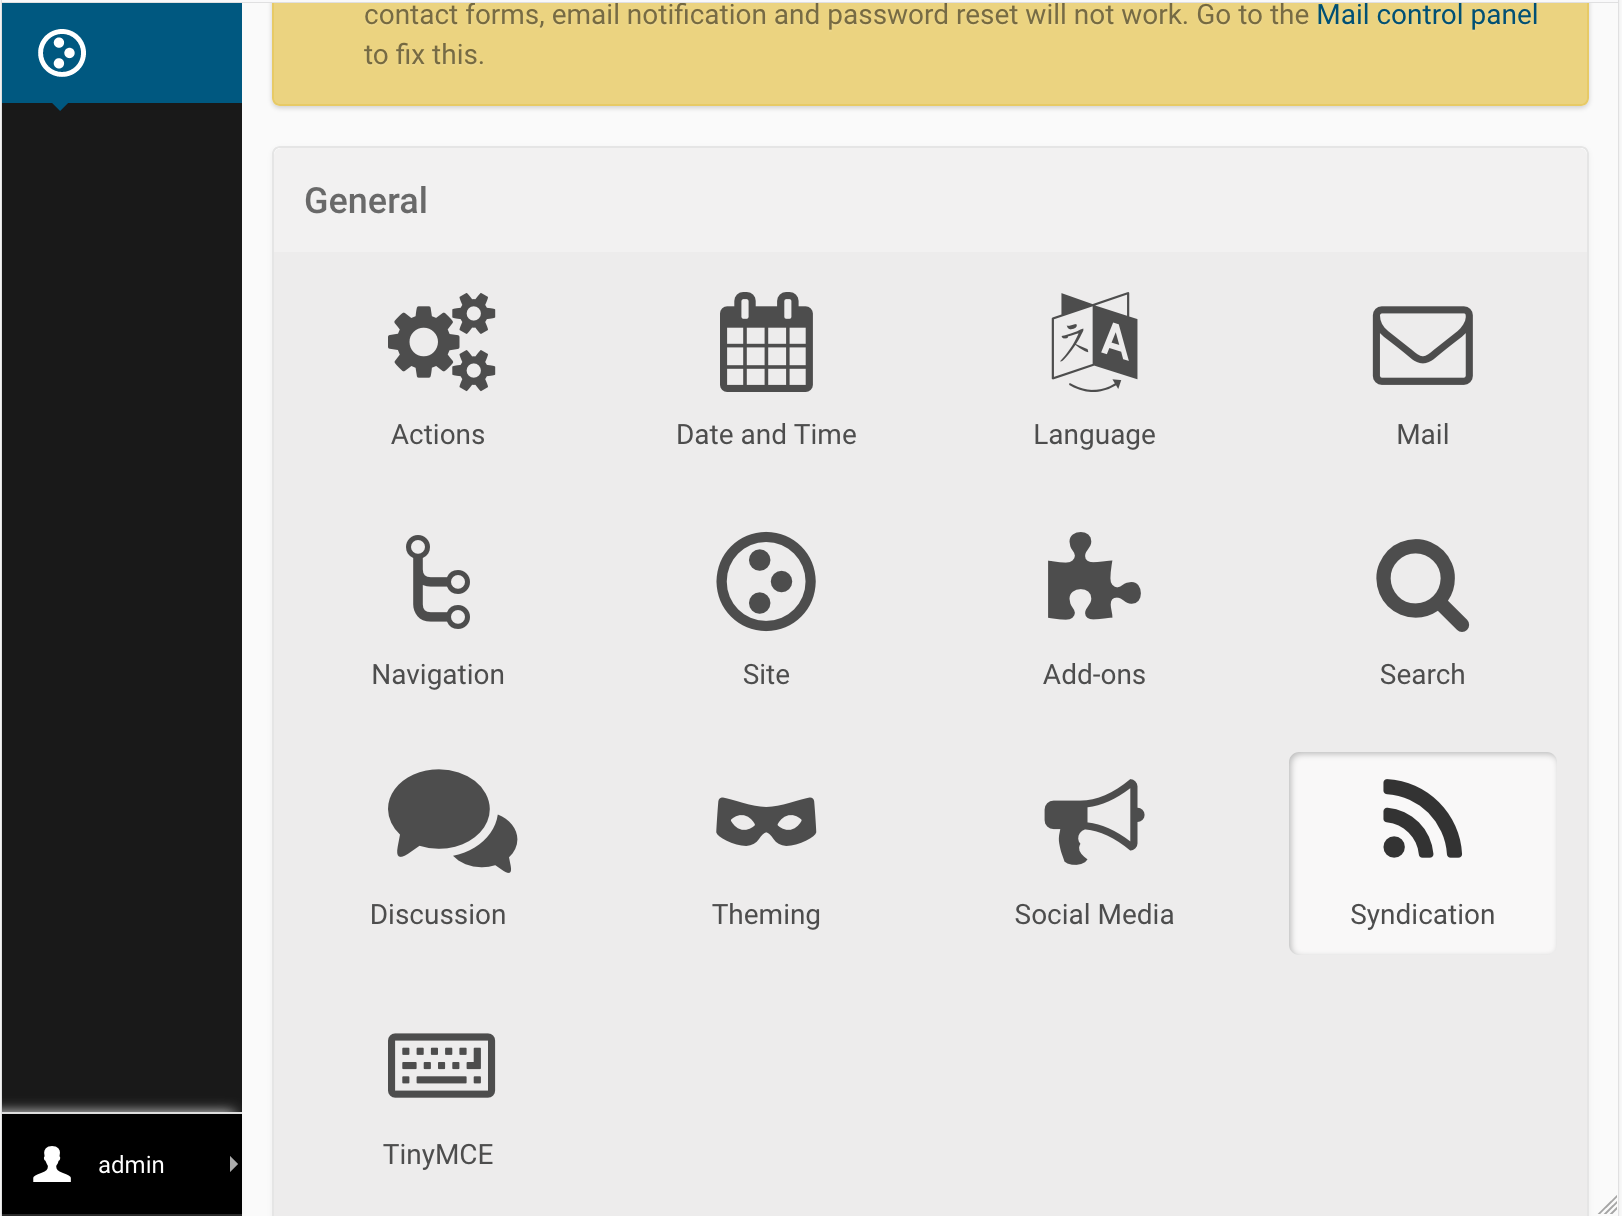 contact forms, email notification and password reset will not work. Go to the Mail control panel
to fix this.
General
Actions
Date and Time
Language
Mail
Navigation
Site
Add-ons
Search
Discussion
Theming
Social Media
Syndication
TinyMCE
admin